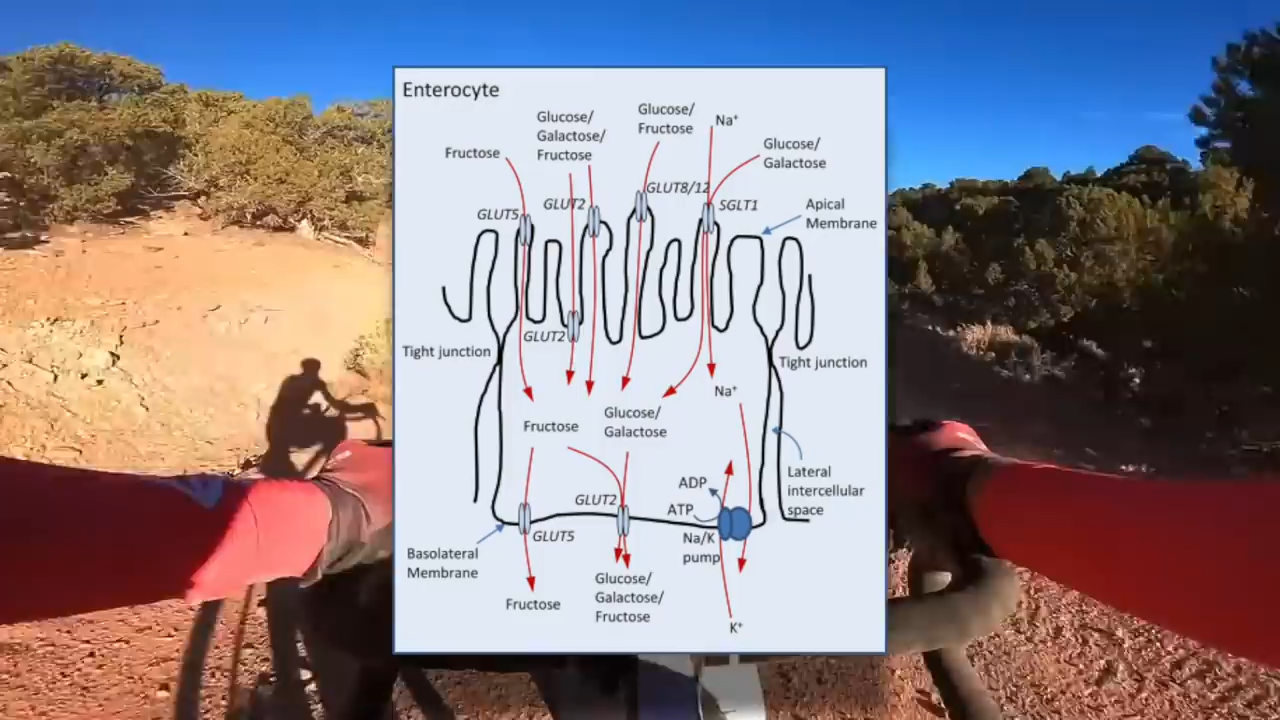 Enterocyte
Glucose/
Galactose/
Fructose
Glucose/
Fructose
Na⁺
Fructose
Glucose/
Galactose
GLUT5
GLUT2
GLUT8/12
SGLT1
Apical
Membrane
GLUT2
Tight junction
Tight junction
Na⁺
Fructose
Glucose/
Galactose
Lateral
intercellular
space
ADP
ATP
GLUT2
Na/K
pump
GLUT5
Basolateral
Membrane
Fructose
Glucose/
Galactose/
Fructose
K⁺